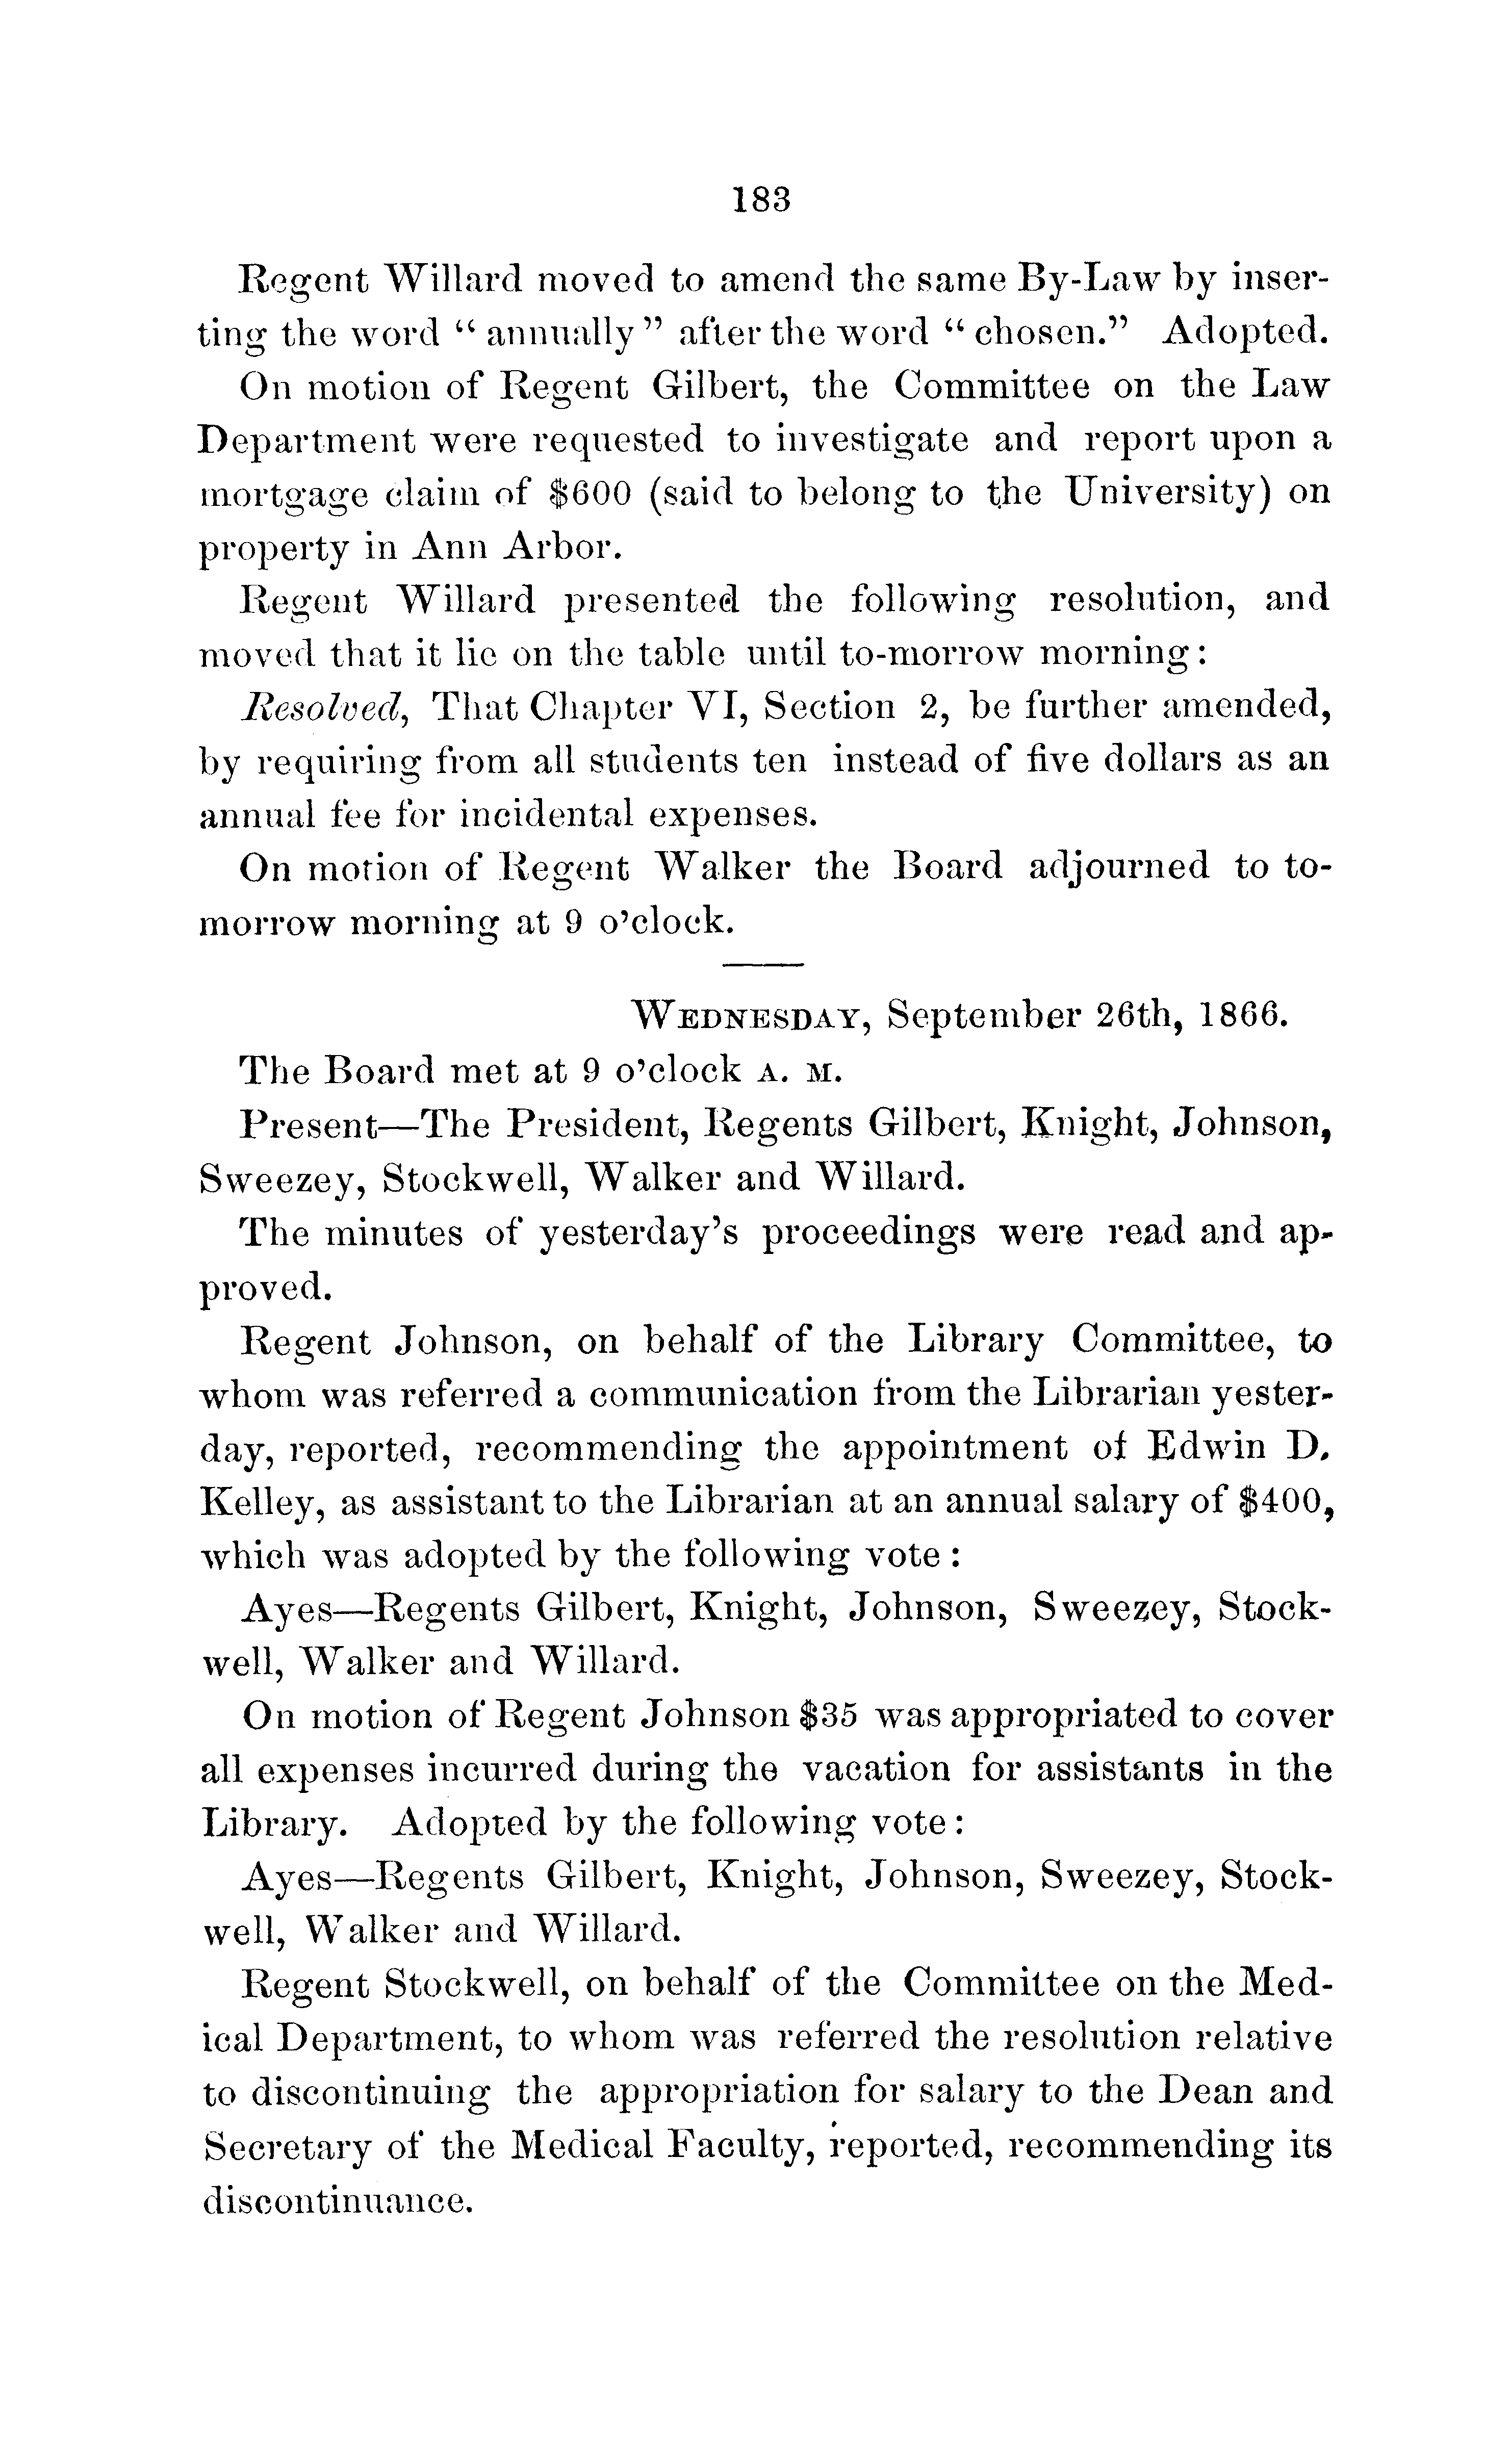 183
Regent Willard moved to amend the same By-Law by inser-
ting the word “ annually ” after the word “ chosen.” Adopted.
On motion of Regent Gilbert, the Committee on the Law
Department were requested to investigate and report upon a
mortgage claim of $600 (said to belong to the University) on
property in Ann Arbor.
Regent Willard presented the following resolution, and
moved that it lie on the table until to-morrow morning:
Resolved, That Chapter VI, Section 2, be further amended,
by requiring from all students ten instead of five dollars as an
annual fee for incidental expenses.
On motion of Regent Walker the Board adjourned to to-
morrow morning at 9 o’clock.
WEDNESDAY, September 26th, 1866.
The Board met at 9 o’clock A. M.
Present—The President, Regents Gilbert, Knight, Johnson,
Sweezey, Stockwell, Walker and Willard.
The minutes of yesterday’s proceedings were read and ap-
proved.
Regent Johnson, on behalf of the Library Committee, to
whom was referred a communication from the Librarian yester-
day, reported, recommending the appointment of Edwin D.
Kelley, as assistant to the Librarian at an annual salary of $400,
which was adopted by the following vote :
Ayes—Regents Gilbert, Knight, Johnson, Sweezey, Stock-
well, Walker and Willard.
On motion of Regent Johnson $35 was appropriated to cover
all expenses incurred during the vacation for assistants in the
Library. Adopted by the following vote:
Ayes—Regents Gilbert, Knight, Johnson, Sweezey, Stock-
well, Walker and Willard.
Regent Stockwell, on behalf of the Committee on the Med-
ical Department, to whom was referred the resolution relative
to discontinuing the appropriation for salary to the Dean and
Secretary of the Medical Faculty, reported, recommending its
discontinuance.